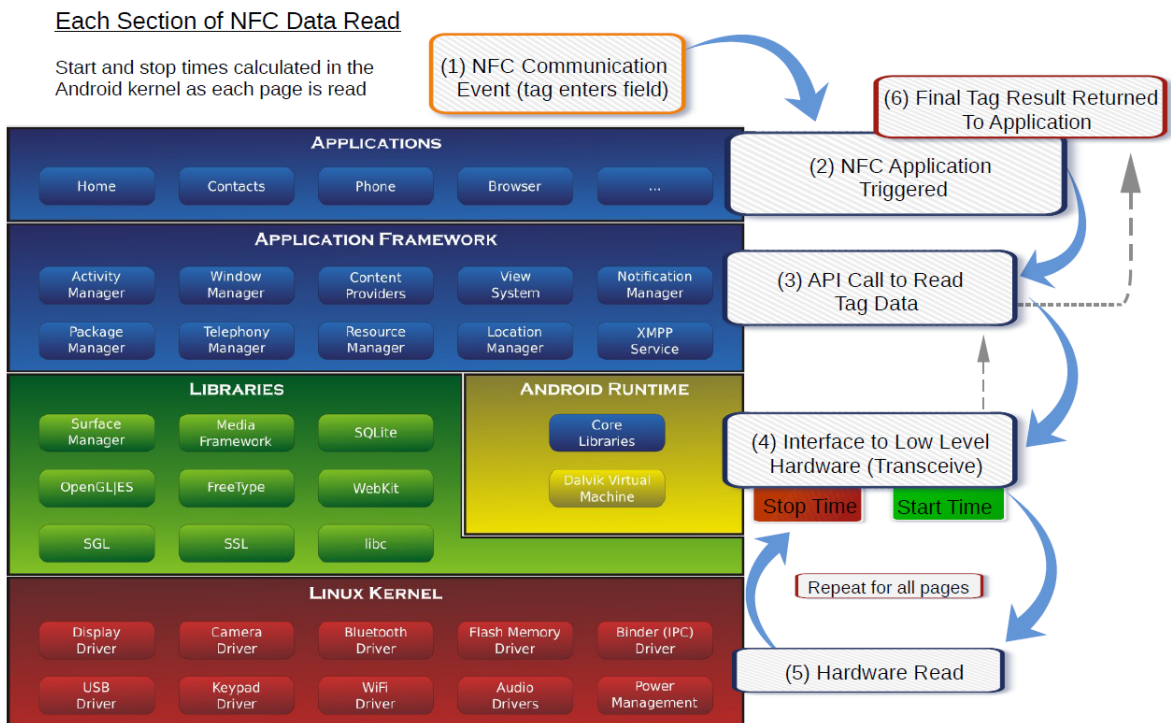 Each Section of NFC Data Read
Start and stop times calculated in the
Android kernel as each page is read
(1) NFC Communication
Event (tag enters field)
(6) Final Tag Result Returned
To Application
APPLICATIONS
Home
Contacts
Phone
Browser
...
(2) NFC Application
Triggered
APPLICATION FRAMEWORK
Activity
Manager
Window
Manager
Content
Providers
View
System
Notification
Manager
Package
Manager
Telephony
Manager
Resource
Manager
Location
Manager
XMPP
Service
(3) API Call to Read
Tag Data
LIBRARIES
Surface
Manager
Media
Framework
SQLite
OpenGL|ES
FreeType
WebKit
SGL
SSL
libc
ANDROID RUNTIME
Core
Libraries
Dalvik Virtual
Machine
(4) Interface to Low Level
Hardware (Transceive)
Stop Time
Start Time
Repeat for all pages
LINUX KERNEL
Display
Driver
Camera
Driver
Bluetooth
Driver
Flash Memory
Driver
Binder (IPC)
Driver
USB
Driver
Keypad
Driver
WiFi
Driver
Audio
Drivers
Power
Management
(5) Hardware Read